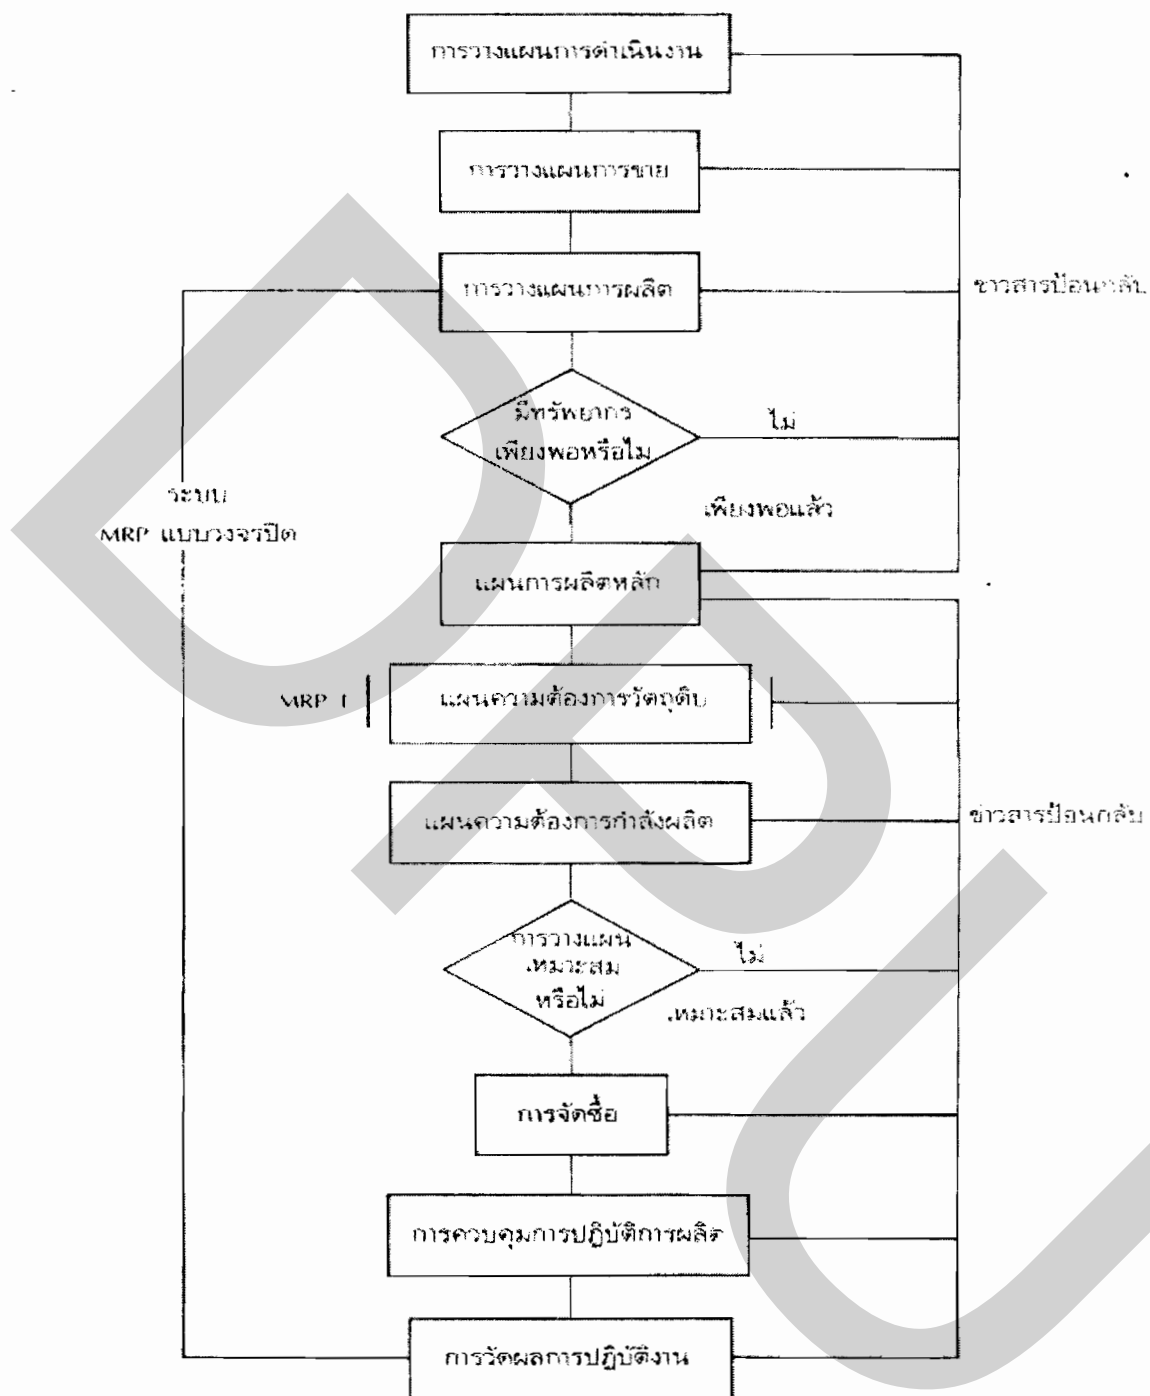 การวางแผนการดำเนินงาน
การวางแผนการขาย
การวางแผนการผลิต
ข่าวสารป้อนกลับ
มีทรัพยากร
เพียงพอหรือไม่
ไม่
เพียงพอแล้ว
ระบบ
MRP แบบวงจรปิด
แผนการผลิตหลัก
MRP I
แผนความต้องการวัตถุดิบ
แผนความต้องการกำลังผลิต
ข่าวสารป้อนกลับ
การวางแผน
เหมาะสม
หรือไม่
ไม่
เหมาะสมแล้ว
การจัดซื้อ
การควบคุมการปฏิบัติการผลิต
การวัดผลการปฏิบัติงาน